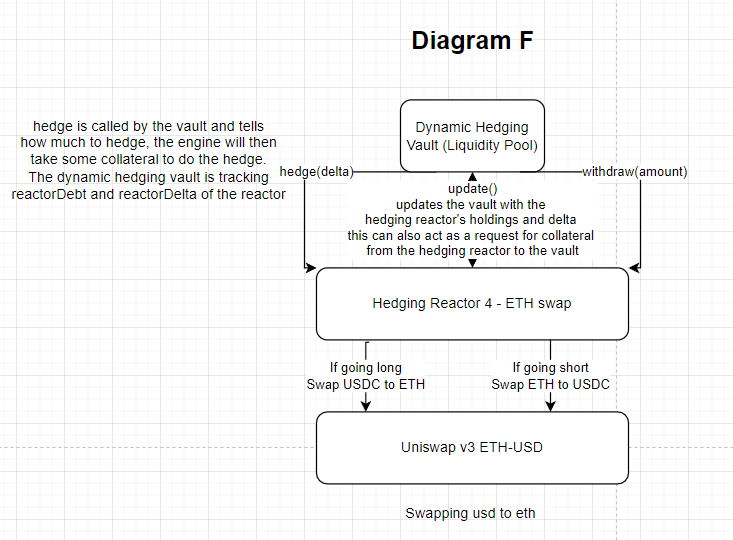 Diagram F
Dynamic Hedging
Vault (Liquidity Pool)
hedge is called by the vault and tells
how much to hedge, the engine will then
take some collateral to do the hedge.
The dynamic hedging vault is tracking
reactorDebt and reactorDelta of the reactor
hedge(delta)
withdraw(amount)
update()
updates the vault with the
hedging reactor's holdings and delta
this can also act as a request for collateral
from the hedging reactor to the vault
Hedging Reactor 4 - ETH swap
If going long
Swap USDC to ETH
If going short
Swap ETH to USDC
Uniswap v3 ETH-USD
Swapping usd to eth